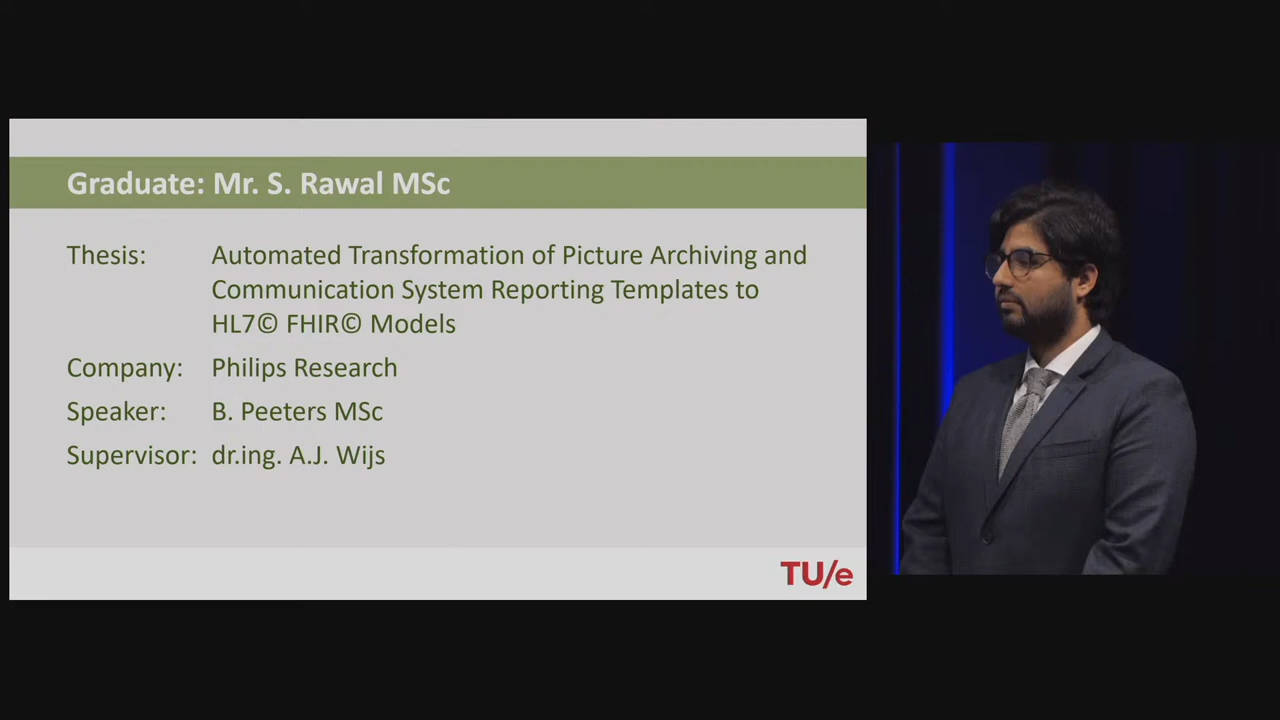 Graduate: Mr. S. Rawal MSc
Thesis: Automated Transformation of Picture Archiving and
Communication System Reporting Templates to
HL7© FHIR© Models
Company: Philips Research
Speaker: B. Peeters MSc
Supervisor: dr.ing. A.J. Wijs
TU/e